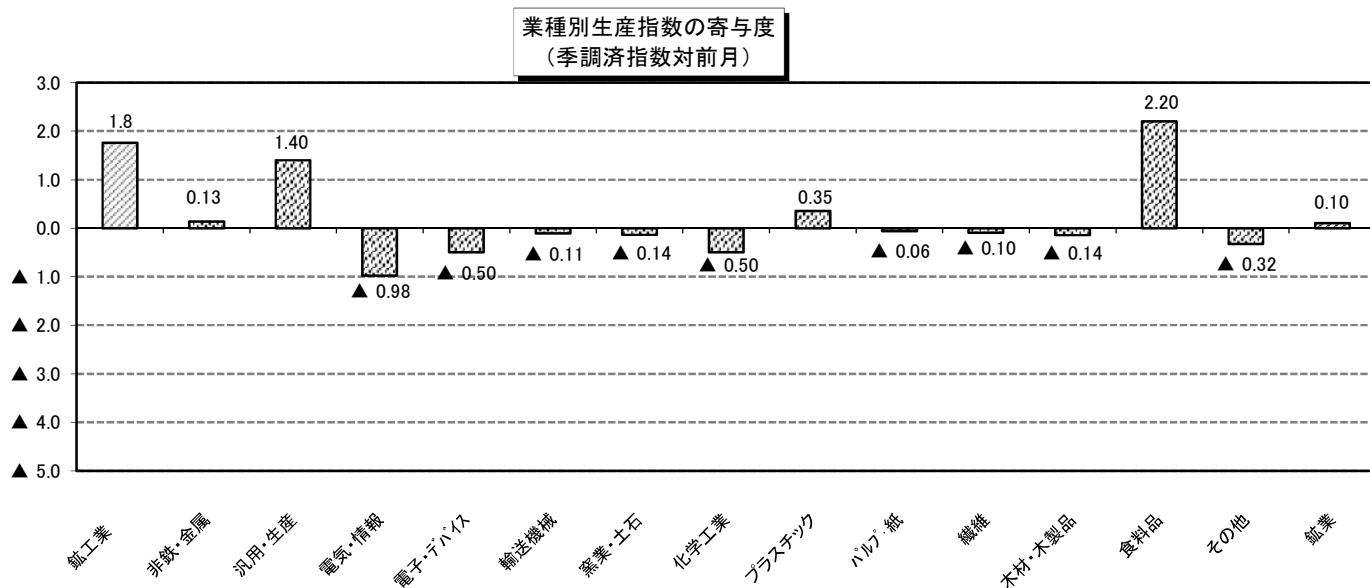 業種別生産指数の寄与度
（季調済指数対前月）
3.0
2.0
1.0
0.0
▲ 1.0
▲ 2.0
▲ 3.0
▲ 4.0
▲ 5.0
1.8
0.13
1.40
▲ 0.98
▲ 0.50
▲ 0.11
▲ 0.14
▲ 0.50
0.35
▲ 0.06
▲ 0.10
▲ 0.14
2.20
▲ 0.32
0.10
鉱工業
非鉄・金属
汎用・生産
電気・情報
電子・ﾃﾞﾊﾞｲｽ
輸送機械
窯業・土石
化学工業
プラスチック
ﾊﾟﾙﾌﾟ・紙
繊維
木材・木製品
食料品
その他
鉱業